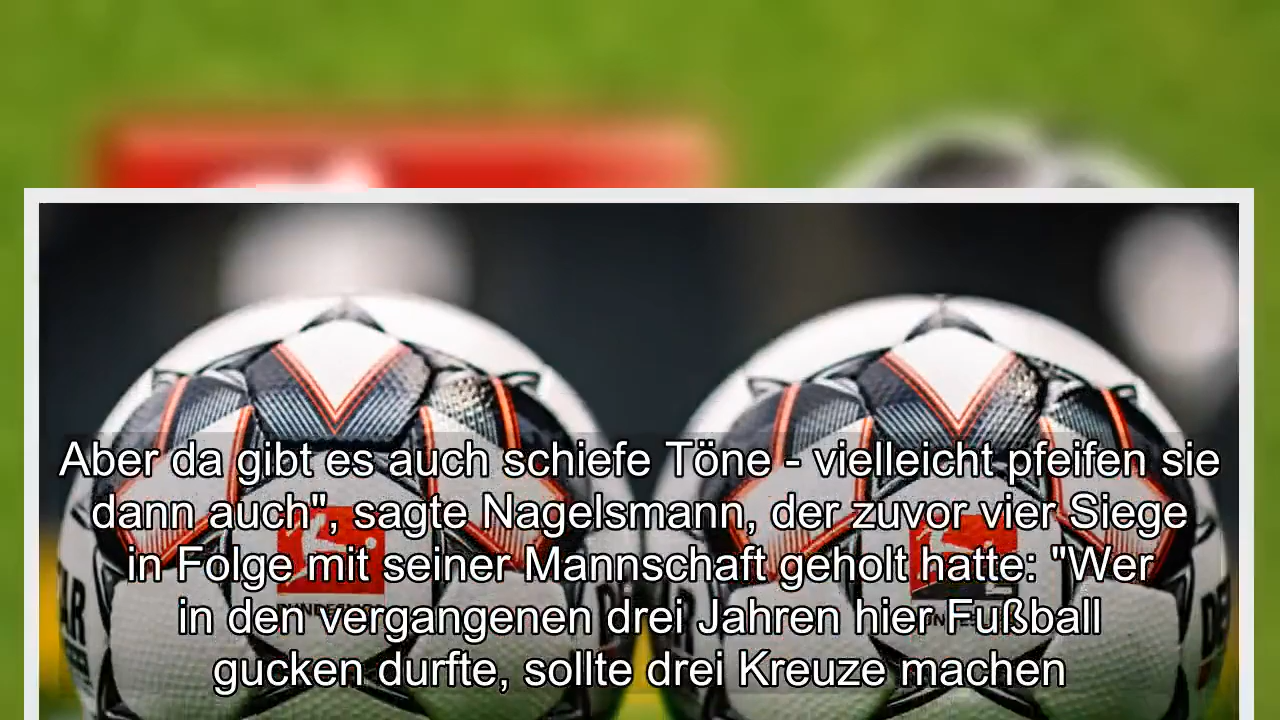 Aber da gibt es auch schiefe Töne - vielleicht pfeifen sie
dann auch", sagte Nagelsmann, der zuvor vier Siege
in Folge mit seiner Mannschaft geholt hatte: "Wer
in den vergangenen drei Jahren hier Fußball
gucken durfte, sollte drei Kreuze machen